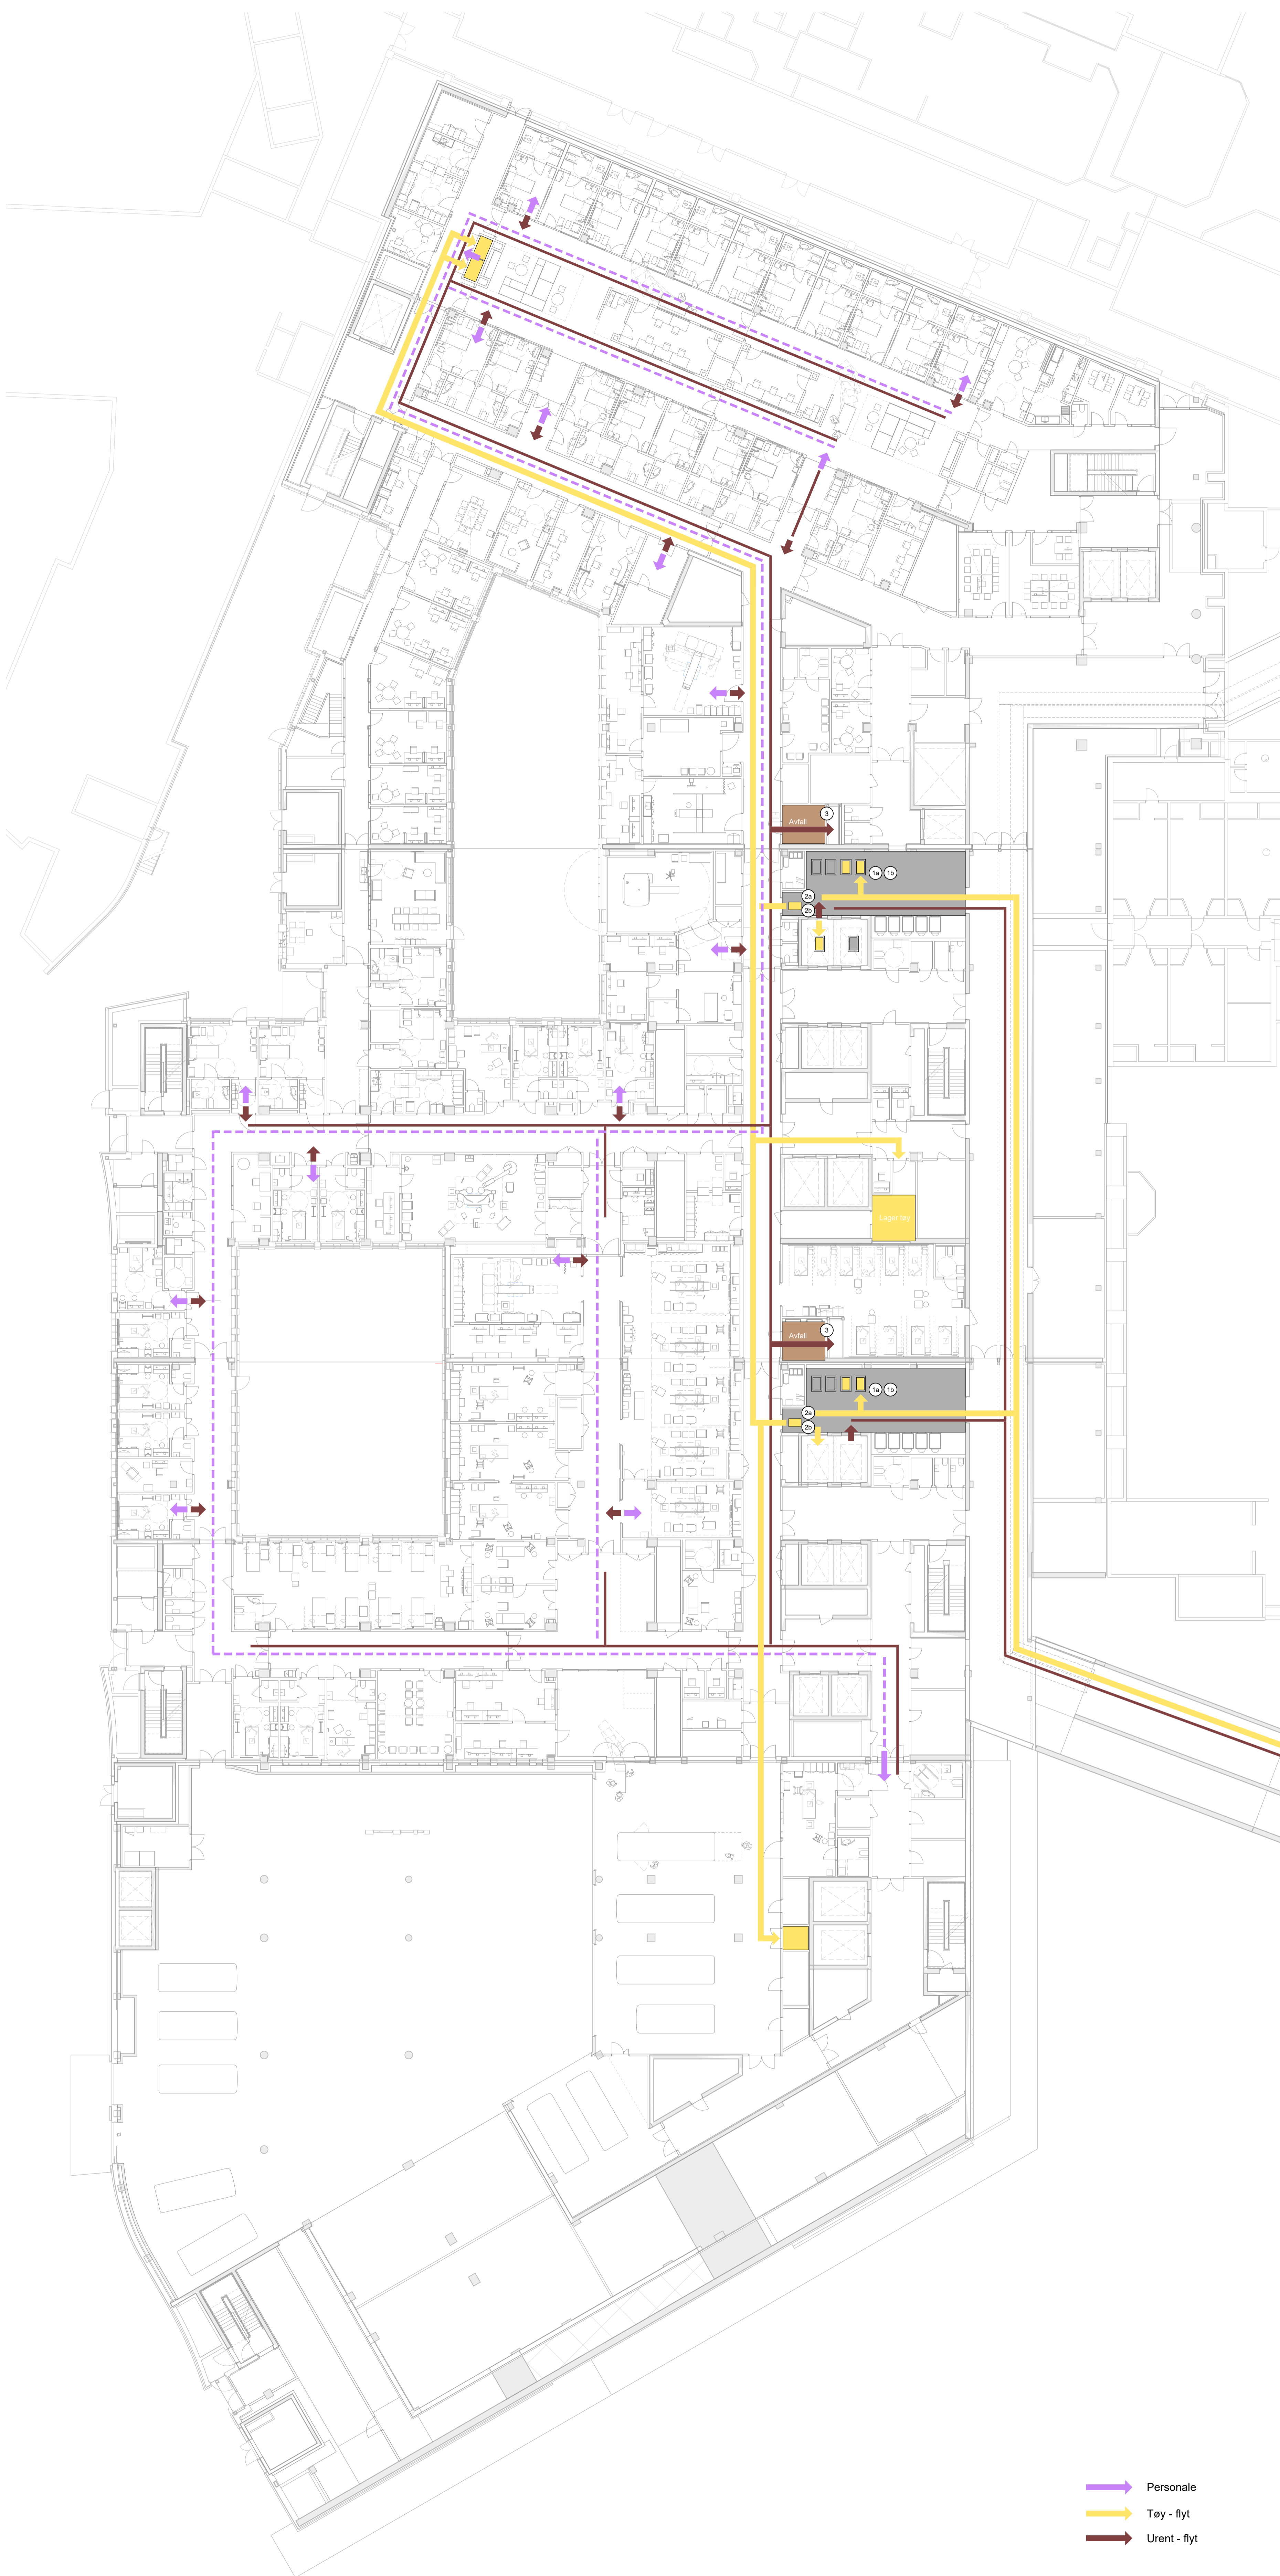 Avfall
3
1a 1b
2a
2b
Lager tøy
Avfall
3
1a 1b
2a
2b
Personale
Tøy - flyt
Urent - flyt